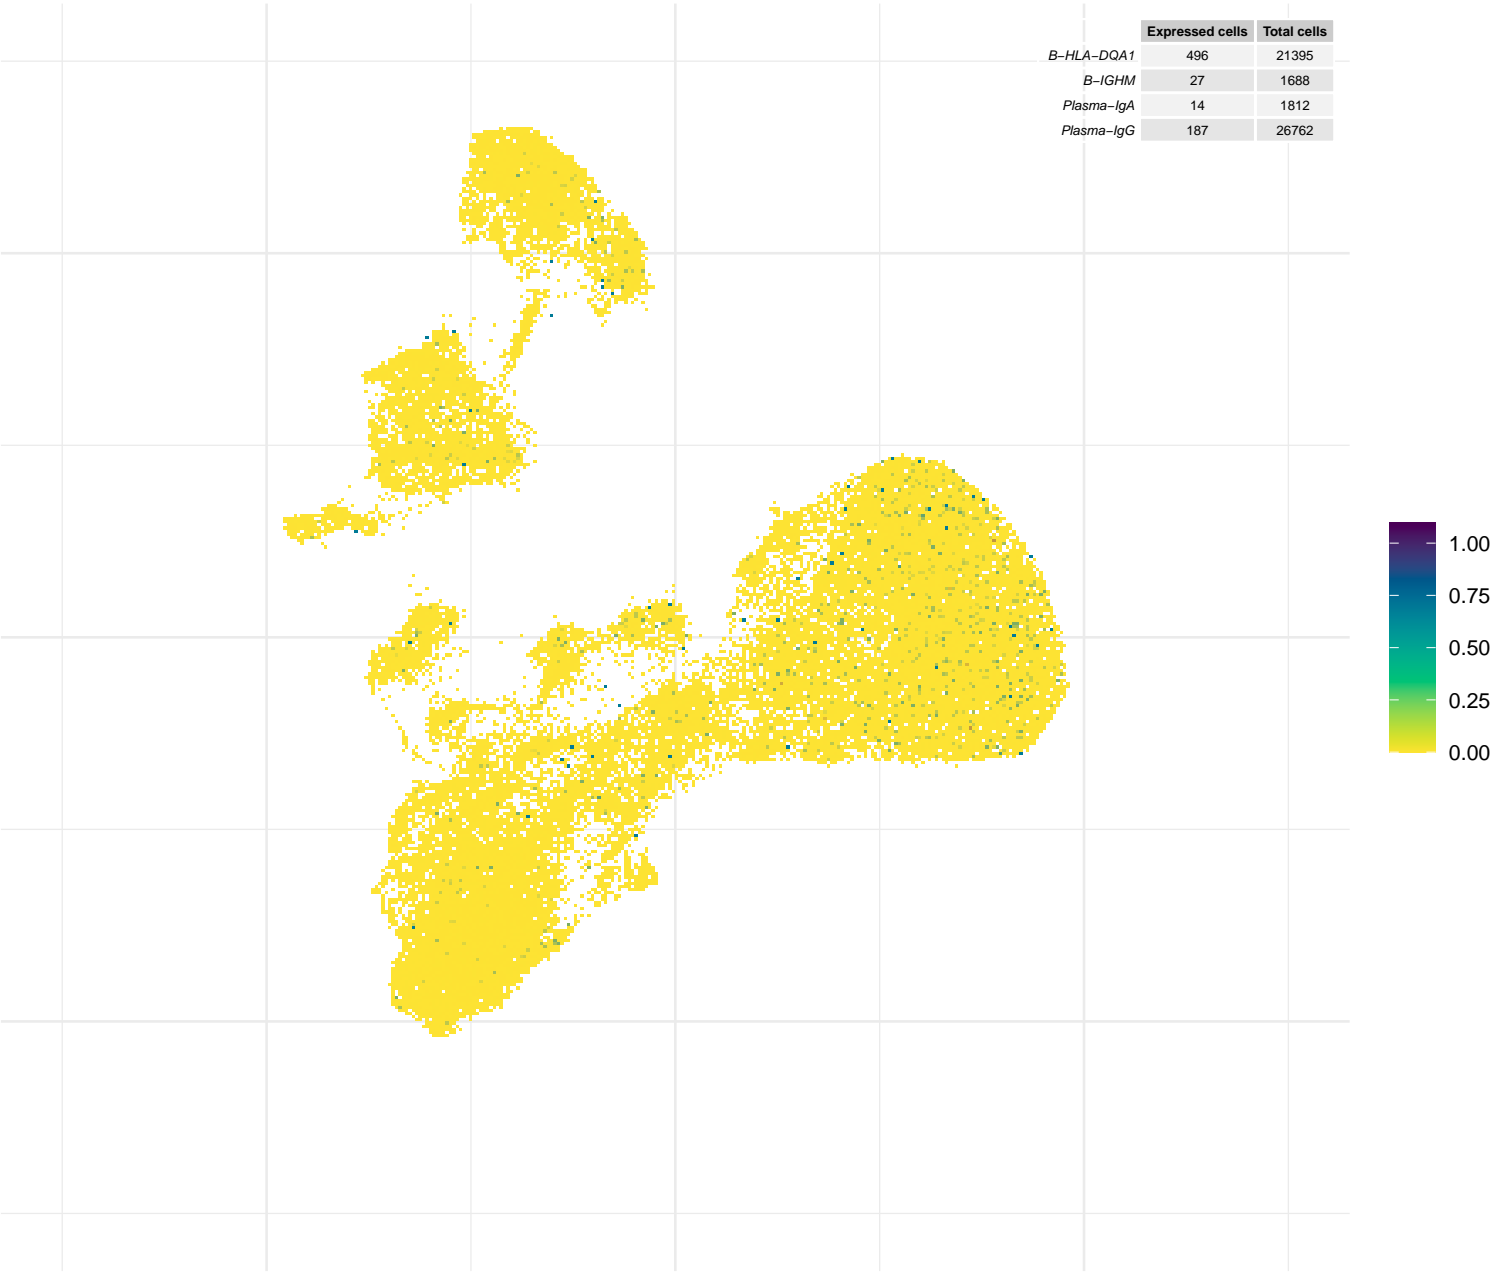 Expressed cells Total cells
B−HLA−DQA1 496 21395
B−IGHM 27 1688
Plasma−IgA 14 1812
Plasma−IgG 187 26762
1.00
0.75
0.50
0.25
0.00